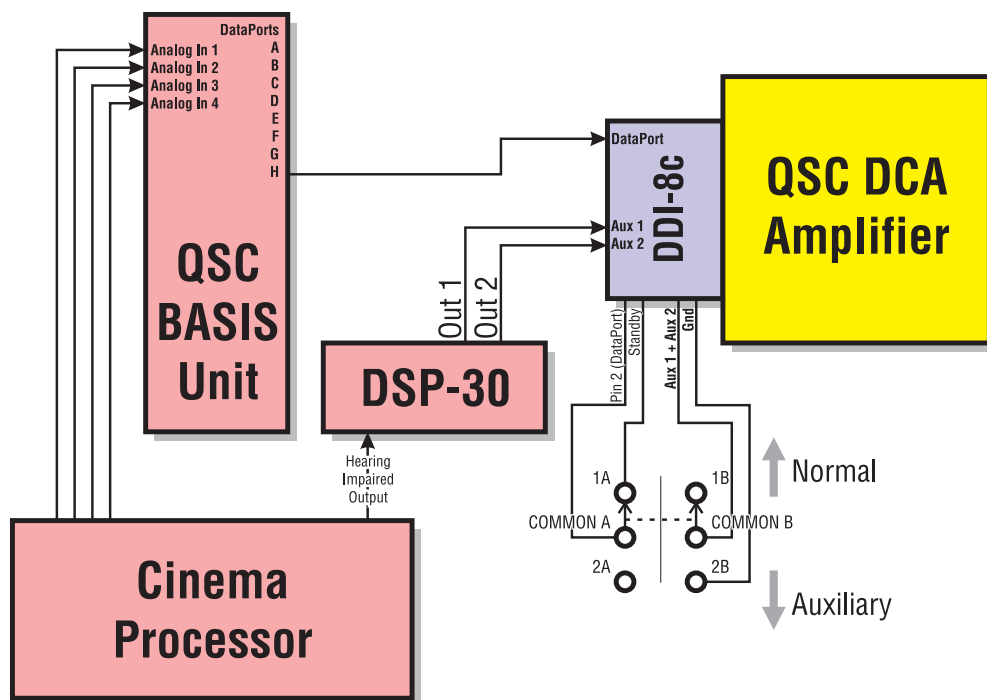 DataPorts
Analog In 1
Analog In 2
Analog In 3
Analog In 4
A
B
C
D
E
F
G
H
QSC
BASIS
Unit
DataPort
Aux 1
Aux 2
DDI-8c
QSC DCA
Amplifier
Out 1
Out 2
DSP-30
Pin 2 (DataPort)
Standby
Aux 1 + Aux 2
Gnd
Hearing
Impaired
Output
1A
1B
COMMON A
COMMON B
2A
2B
Normal
Auxiliary
Cinema
Processor